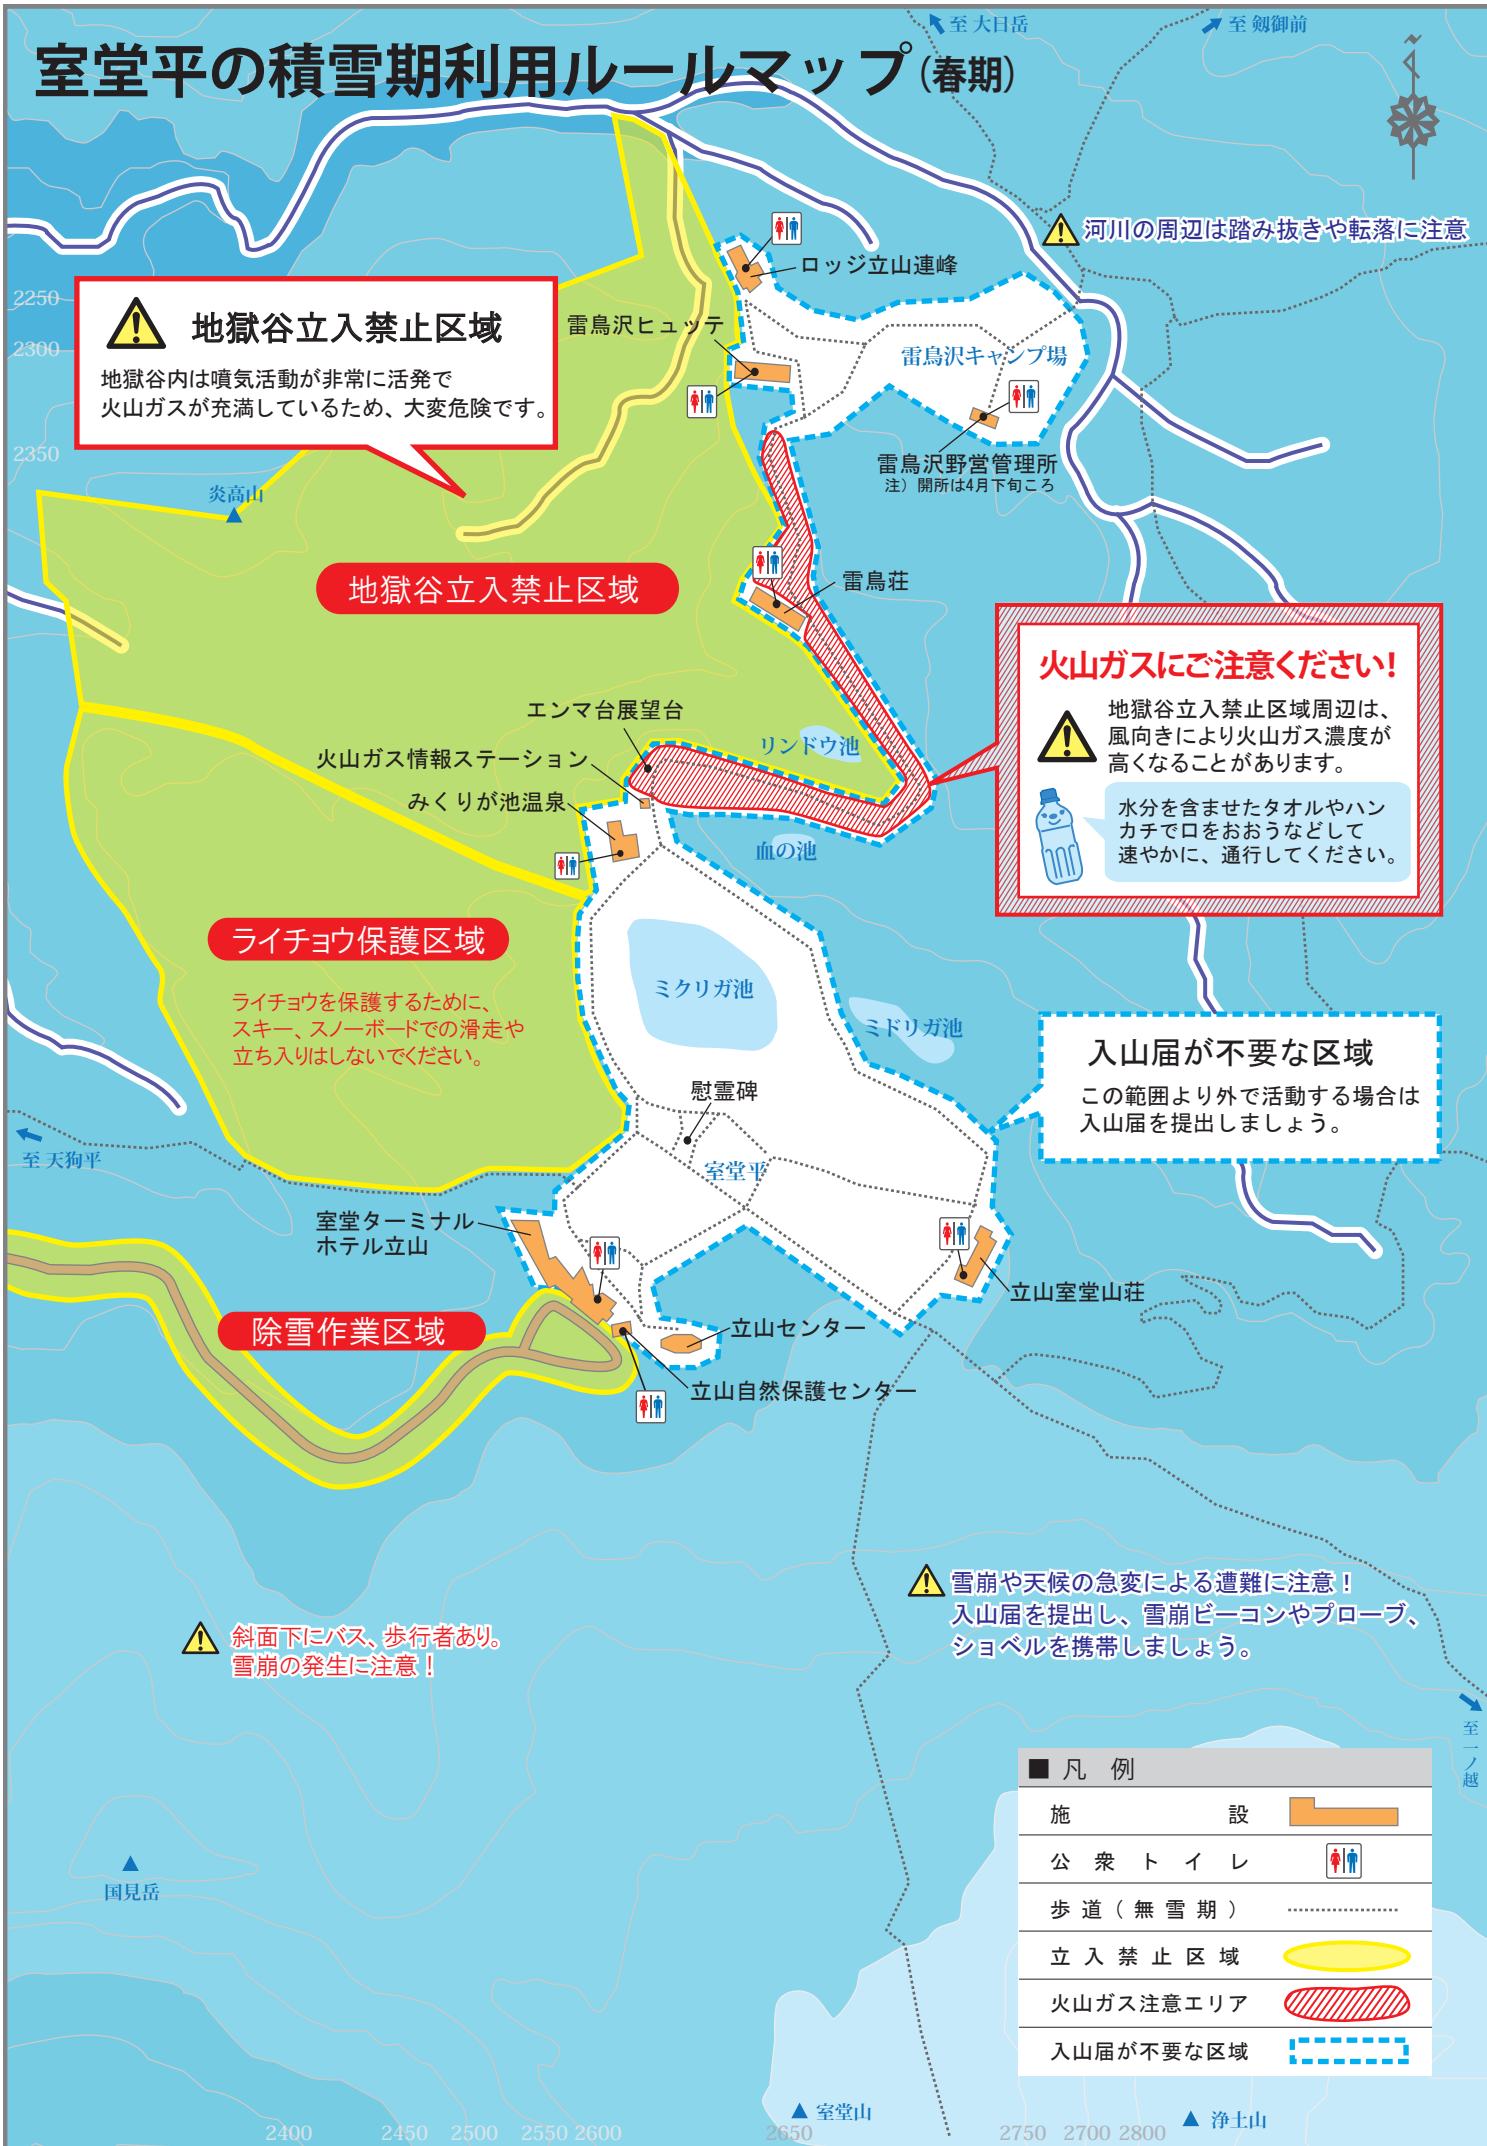 室堂平の積雪期利用ルールマップ（春期）
至 大日岳
至 剱御前
河川の周辺は踏み抜きや転落に注意
ロッジ立山連峰
2250
2300
2350
地獄谷立入禁止区域
地獄谷内は噴気活動が非常に活発で
火山ガスが充満しているため、大変危険です。
雷鳥沢ヒュッテ
雷鳥沢キャンプ場
雷鳥沢野営管理所
注）開所は4月下旬ころ
炎高山
地獄谷立入禁止区域
雷鳥荘
火山ガスにご注意ください！
地獄谷立入禁止区域周辺は、
風向きにより火山ガス濃度が
高くなることがあります。
水分を含ませたタオルやハン
カチで口をおおうなどして
速やかに、通行してください。
エンマ台展望台
リンドウ池
火山ガス情報ステーション
みくりが池温泉
血の池
ライチョウ保護区域
ライチョウを保護するために、
スキー、スノーボードでの滑走や
立ち入りはしないでください。
ミクリガ池
ミドリガ池
入山届が不要な区域
この範囲より外で活動する場合は
入山届を提出しましょう。
慰霊碑
至 天狗平
室堂平
室堂ターミナル
ホテル立山
立山室堂山荘
除雪作業区域
立山センター
立山自然保護センター
雪崩や天候の急変による遭難に注意！
入山届を提出し、雪崩ビーコンやプローブ、
ショベルを携帯しましょう。
斜面下にバス、歩行者あり。
雪崩の発生に注意！
至一ノ越
国見岳
■ 凡 例
施設
公衆トイレ
歩道（無雪期）
立入禁止区域
火山ガス注意エリア
入山届が不要な区域
室堂山
浄土山
2400
2450
2500
2550
2600
2650
2750
2700
2800